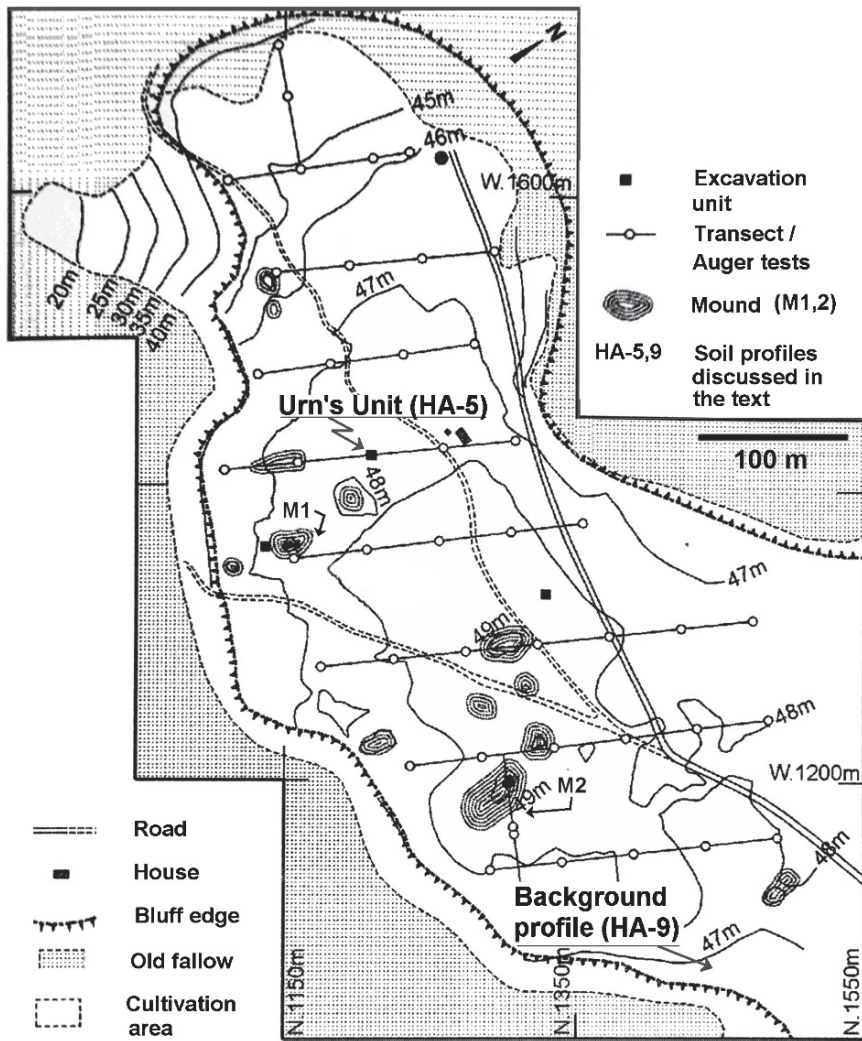 N
45m
46m
W.1600m
Excavation
unit
Transect /
Auger tests
Mound (M1,2)
HA-5,9 Soil profiles
discussed in
the text
100 m
20m
25m
30m
35m
40m
47m
Urn's Unit (HA-5)
48m
M1
47m
49m
48m
W.1200m
49m
M2
48m
Background
profile (HA-9)
47m
N.1150m
N.1350m
N.1550m
Road
House
Bluff edge
Old fallow
Cultivation
area